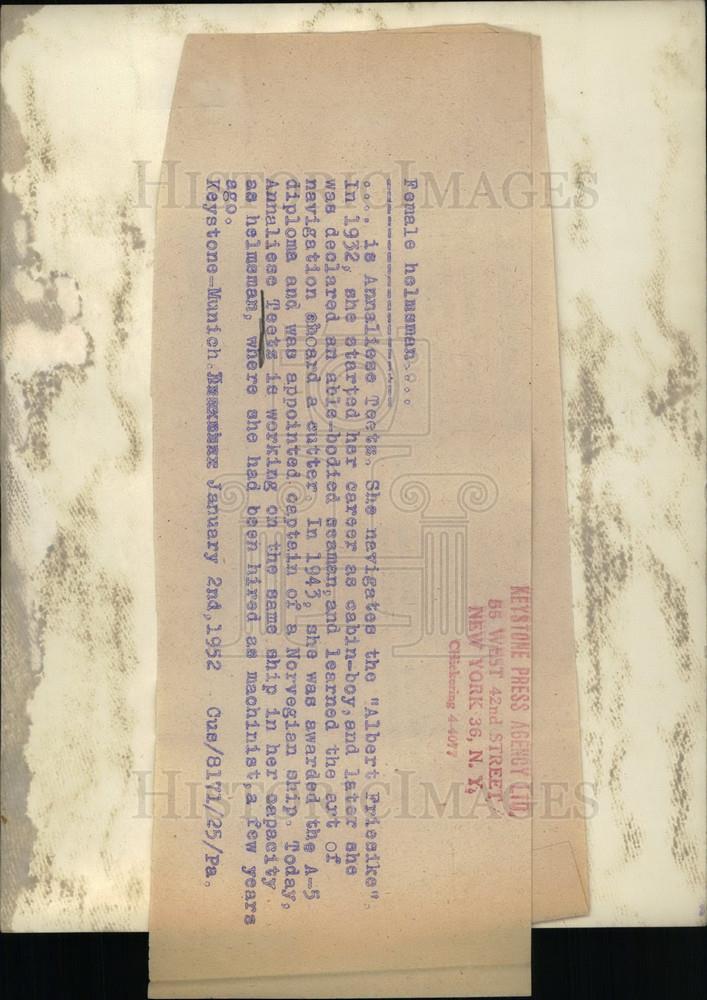 KEYSTONE PRESS AGENCY LTD.
55 WEST 42nd STREET
NEW YORK 36, N. Y.
CHickering 4-4077
Female helmsman....
.... is Annaliese Teetz. She navigates the "Albert Friesike".
In 1932, she started her career as cabin-boy,and later she
was declared an able-bodied seaman,and learned the art of
navigation aboard a cutter. In 1943, she was awarded the A-5
diploma and was appointed captain of a Norvegian ship. Today,
Annaliese Teetz is working on the same ship in her capacity
as helmsman, where she had been hired as machinist,a few years
ago.
Keystone-Munich. January 2nd,1952 Cus/8171/25/Pa.
HISTORIC IMAGES
HISTORIC IMAGES